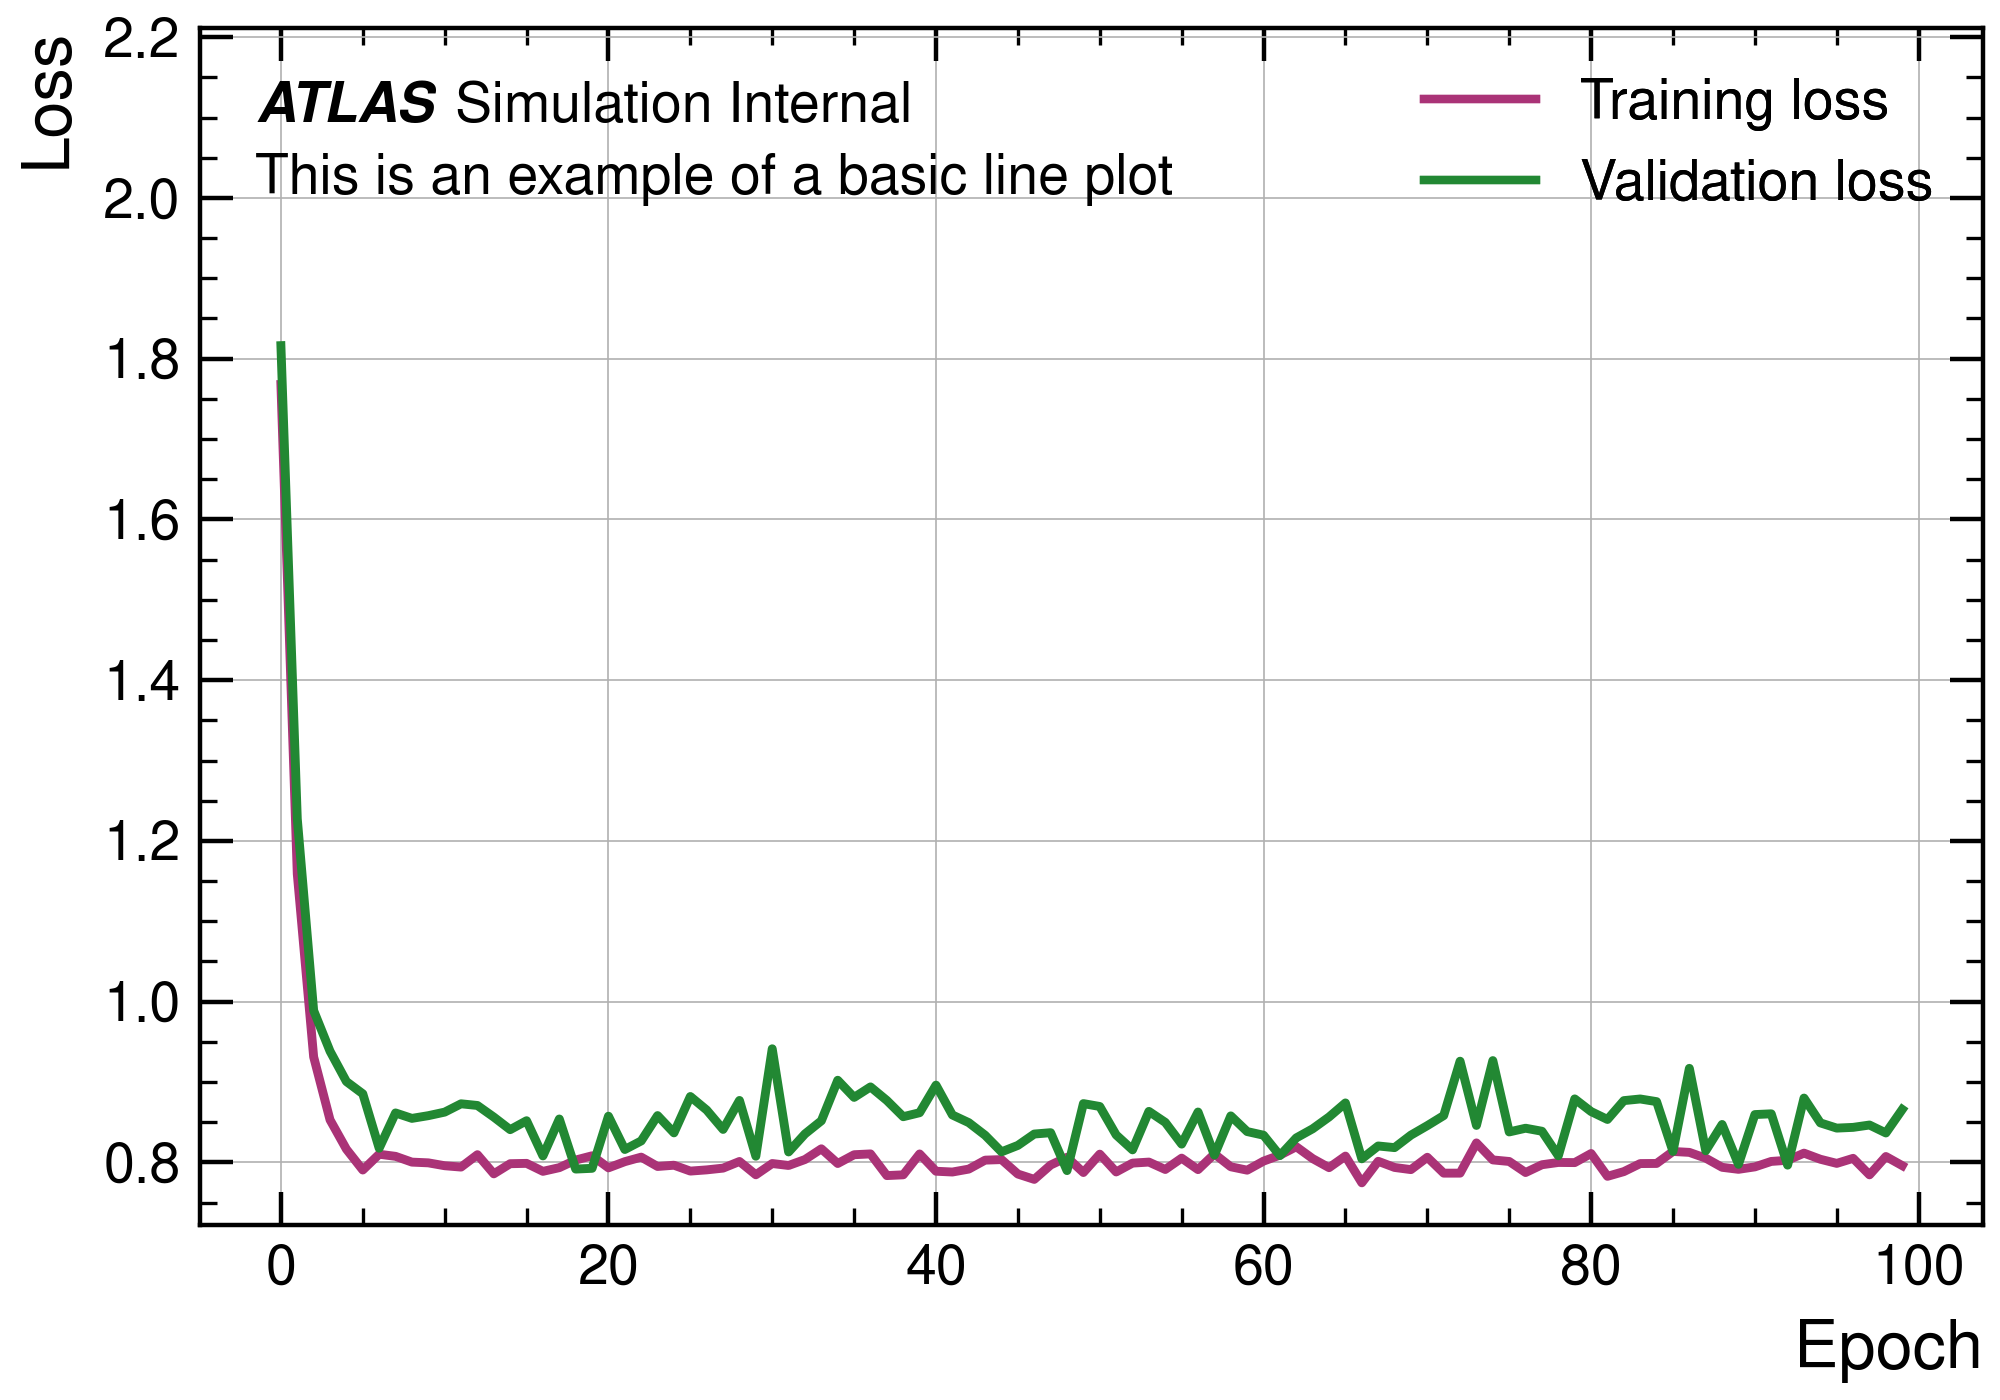 Loss
2.2
2.0
1.8
1.6
1.4
1.2
1.0
0.8
ATLAS Simulation Internal
This is an example of a basic line plot
Training loss
Validation loss
0 20 40 60 80 100
Epoch